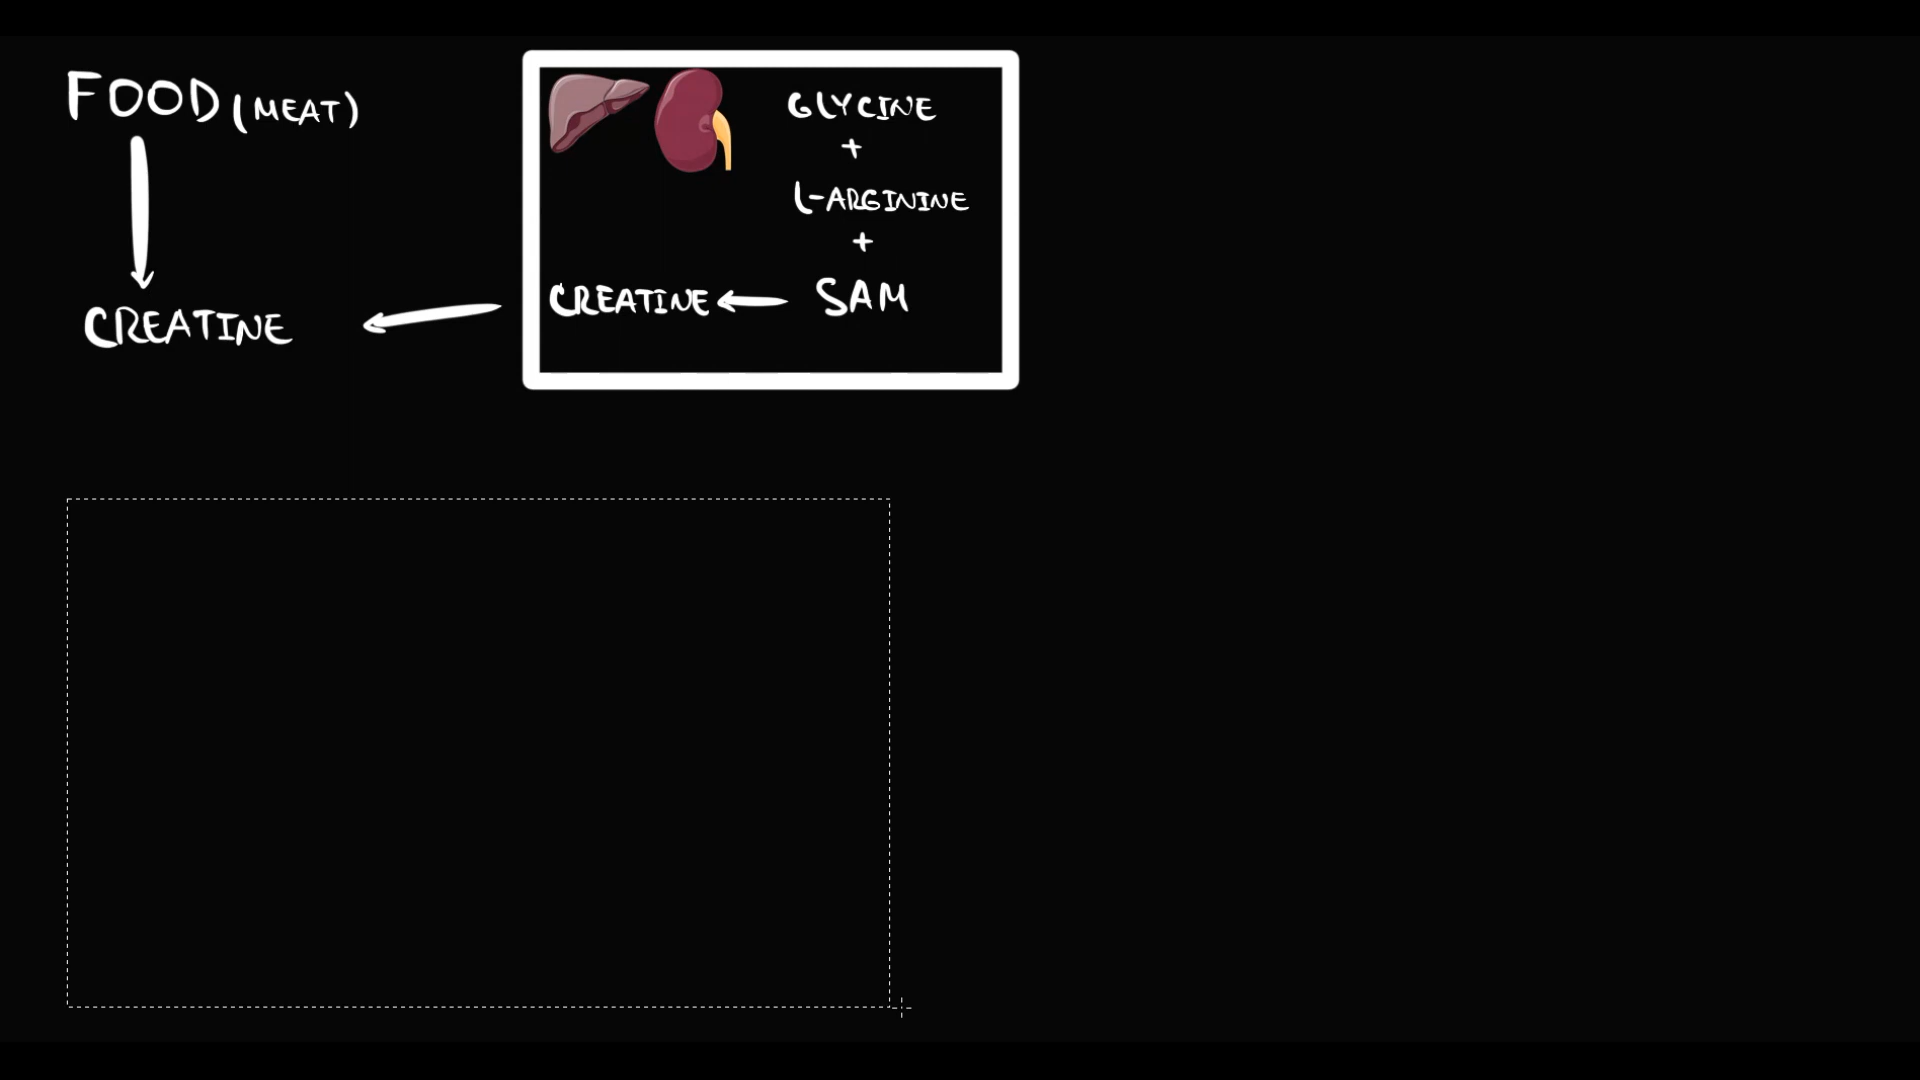 FOOD (MEAT)
CREATINE
GLYCINE
+
L-ARGININE
+
CREATINE ← SAM